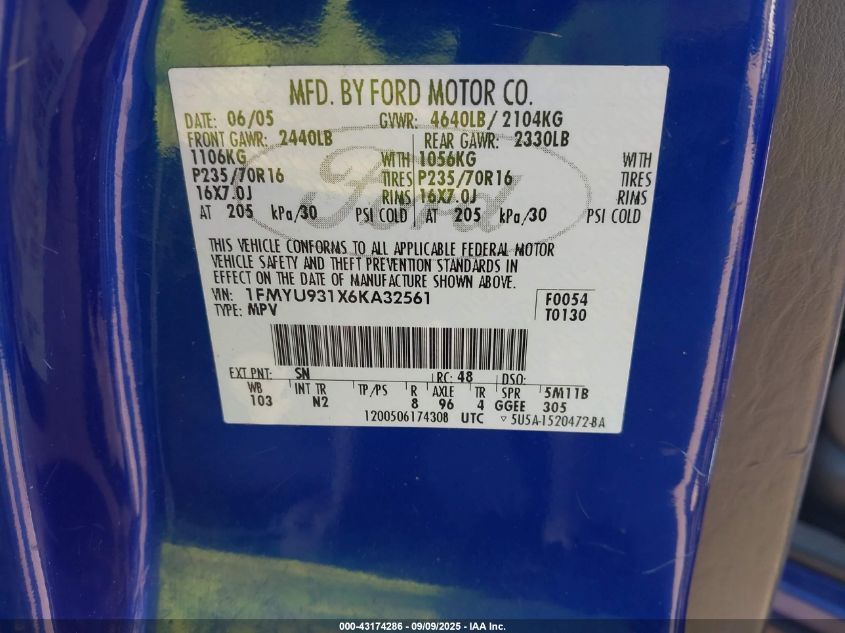 MFD. BY FORD MOTOR CO.
DATE: 06/05 GVWR: 4640LB/ 2104KG
FRONT GAWR: 2440LB REAR GAWR: 2330LB
1106KG WITH 1056KG WITH
P235/70R16 TIRES P235/70R16 TIRES
16X7.0J RIMS 16X7.0J RIMS
AT 205 kPa/30 PSI COLD AT 205 kPa/30 PSI COLD
Ford
THIS VEHICLE CONFORMS TO ALL APPLICABLE FEDERAL MOTOR
VEHICLE SAFETY AND THEFT PREVENTION STANDARDS IN
EFFECT ON THE DATE OF MANUFACTURE SHOWN ABOVE.
VIN: 1FMYU931X6KA32561 F0054
TYPE: MPV T0130
EXT PNT: SN RC: 48 DSO:
WB INT TR TP/PS R AXLE TR SPR 5M11B
103 N2 8 96 4 GGEE 305
1200506174308 UTC ▽ 5U5A-1520472-BA
000-43174286 - 09/09/2025 - IAA Inc.